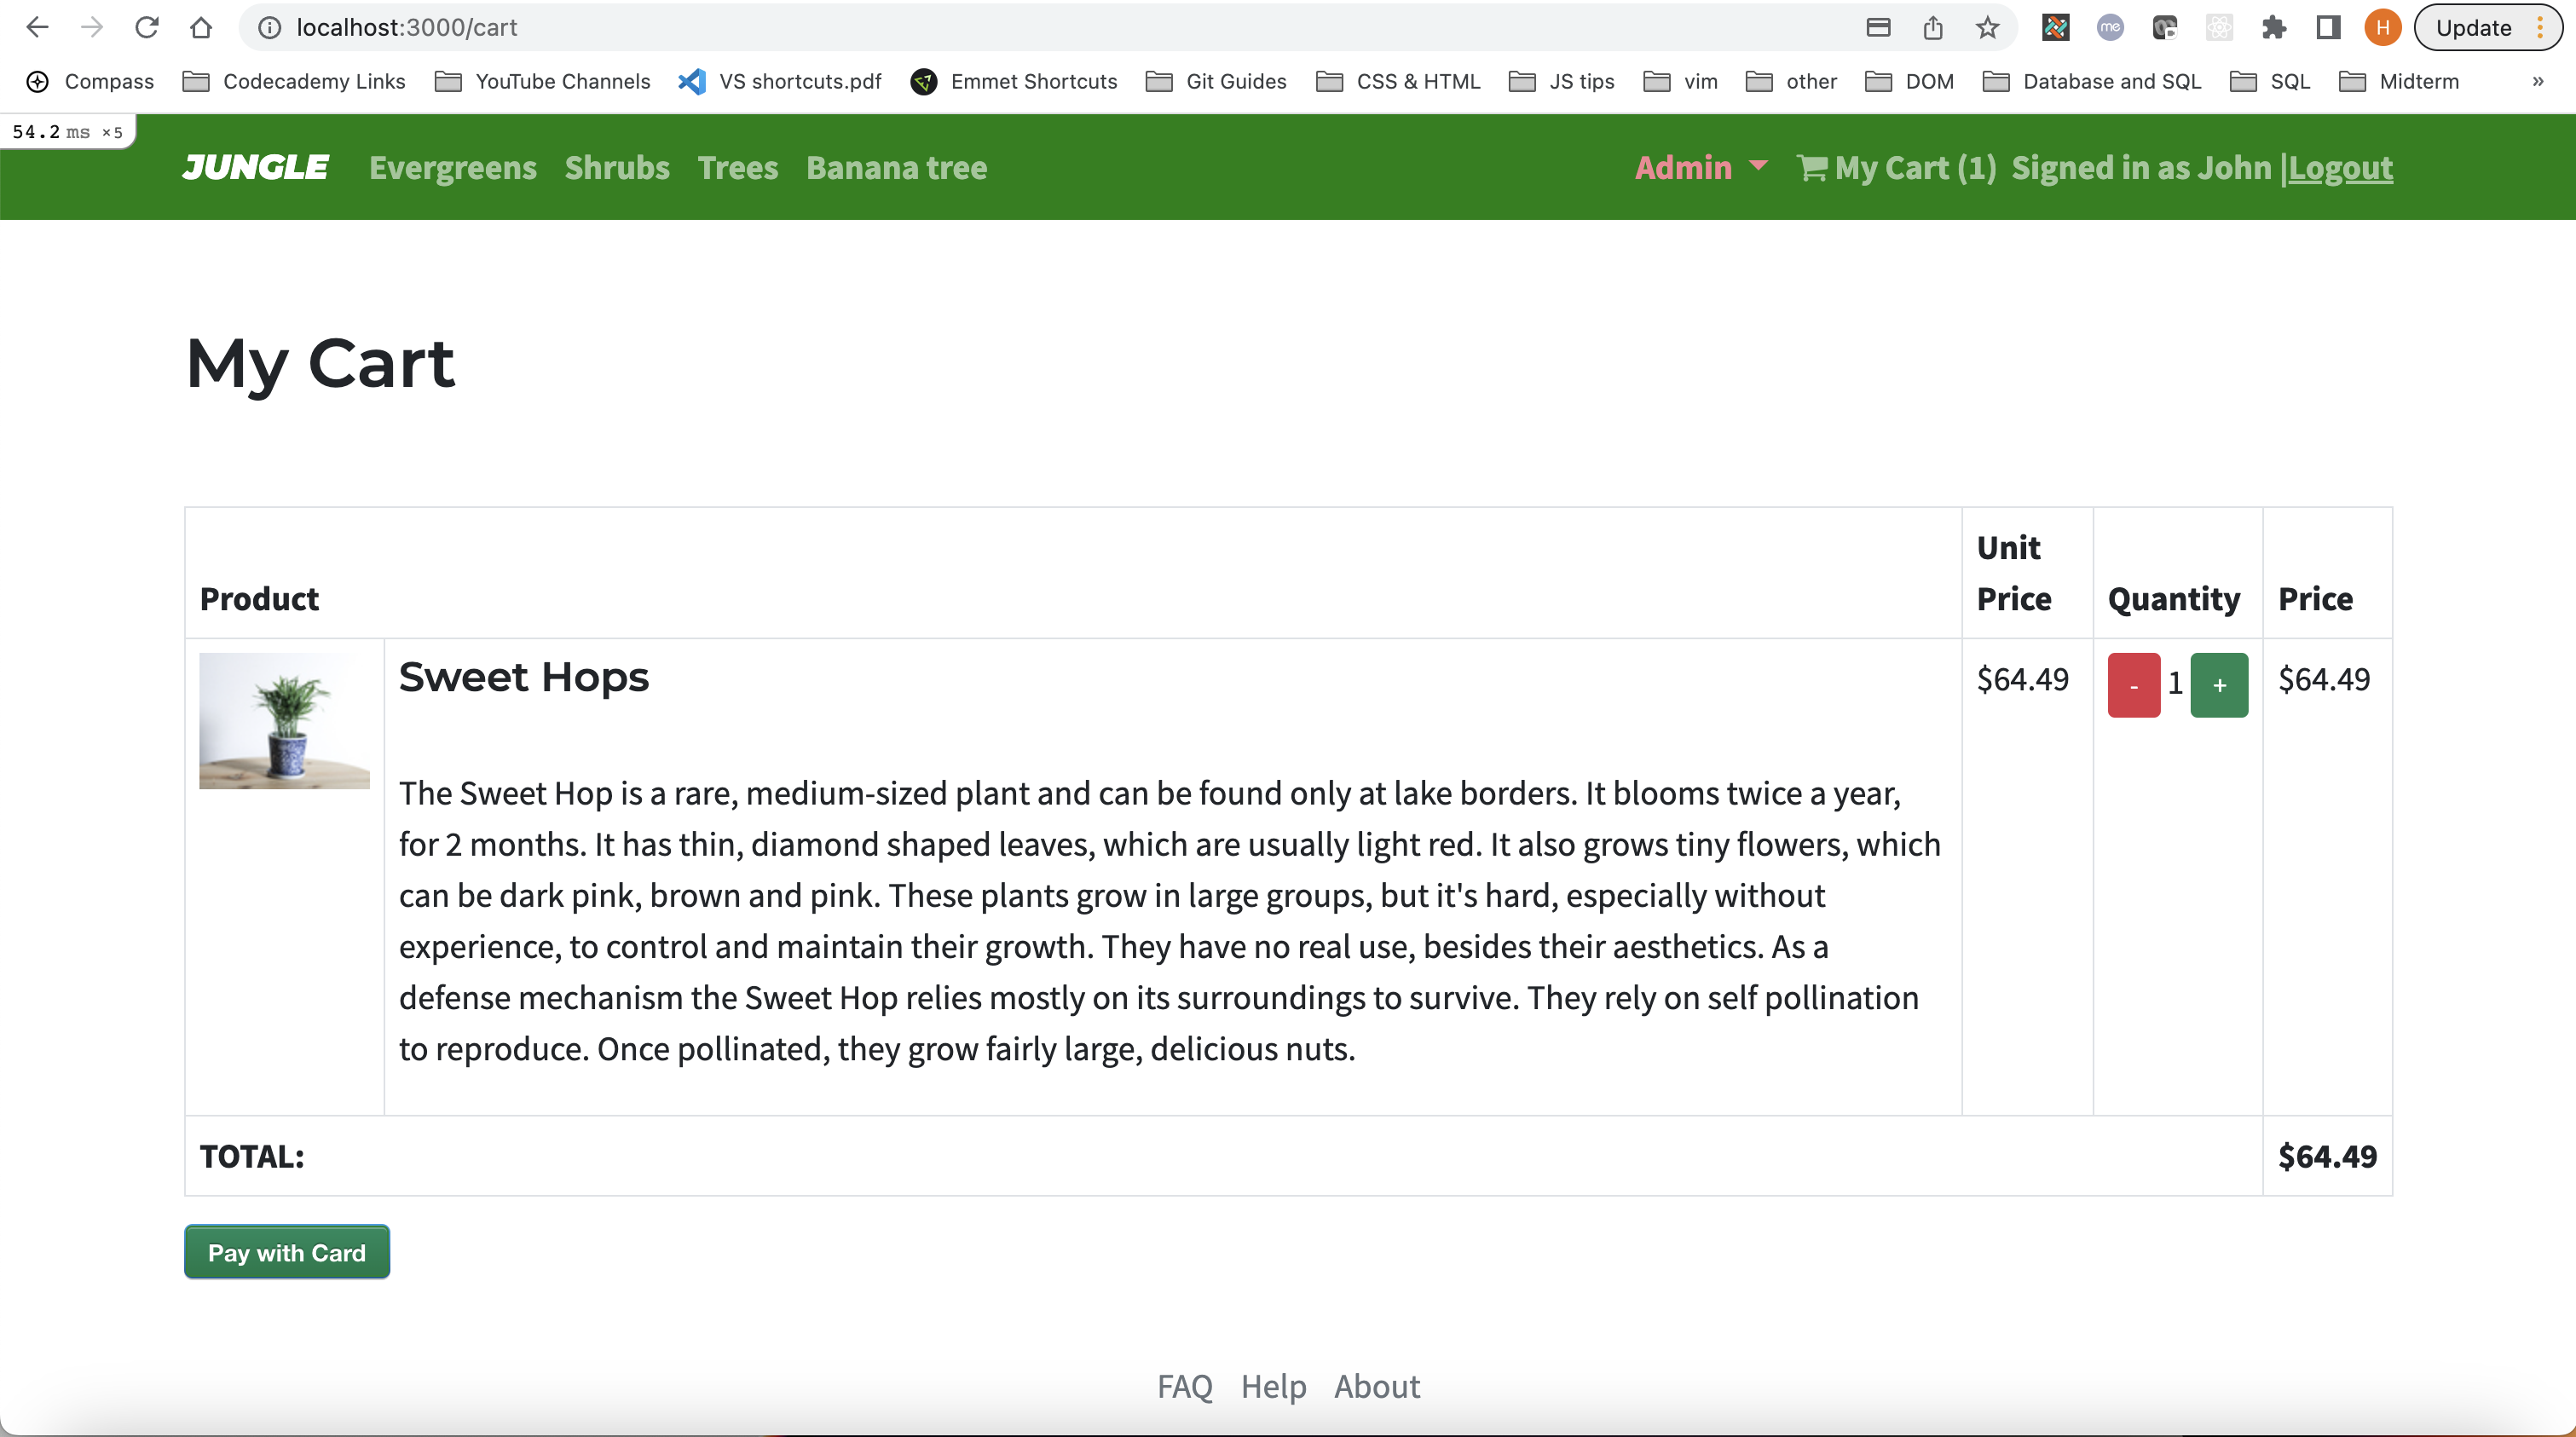 localhost:3000/cart
Update
Compass
Codecademy Links
YouTube Channels
VS shortcuts.pdf
Emmet Shortcuts
Git Guides
CSS & HTML
JS tips
vim
other
DOM
Database and SQL
SQL
Midterm
»
54.2 ms ×5
JUNGLE
Evergreens
Shrubs
Trees
Banana tree
Admin
My Cart (1)
Signed in as John |Logout
me
H
My Cart
Product
Unit
Price
Quantity
Price
Sweet Hops
The Sweet Hop is a rare, medium-sized plant and can be found only at lake borders. It blooms twice a year,
for 2 months. It has thin, diamond shaped leaves, which are usually light red. It also grows tiny flowers, which
can be dark pink, brown and pink. These plants grow in large groups, but it's hard, especially without
experience, to control and maintain their growth. They have no real use, besides their aesthetics. As a
defense mechanism the Sweet Hop relies mostly on its surroundings to survive. They rely on self pollination
to reproduce. Once pollinated, they grow fairly large, delicious nuts.
$64.49
- 1 +
$64.49
TOTAL:
$64.49
Pay with Card
FAQ
Help
About